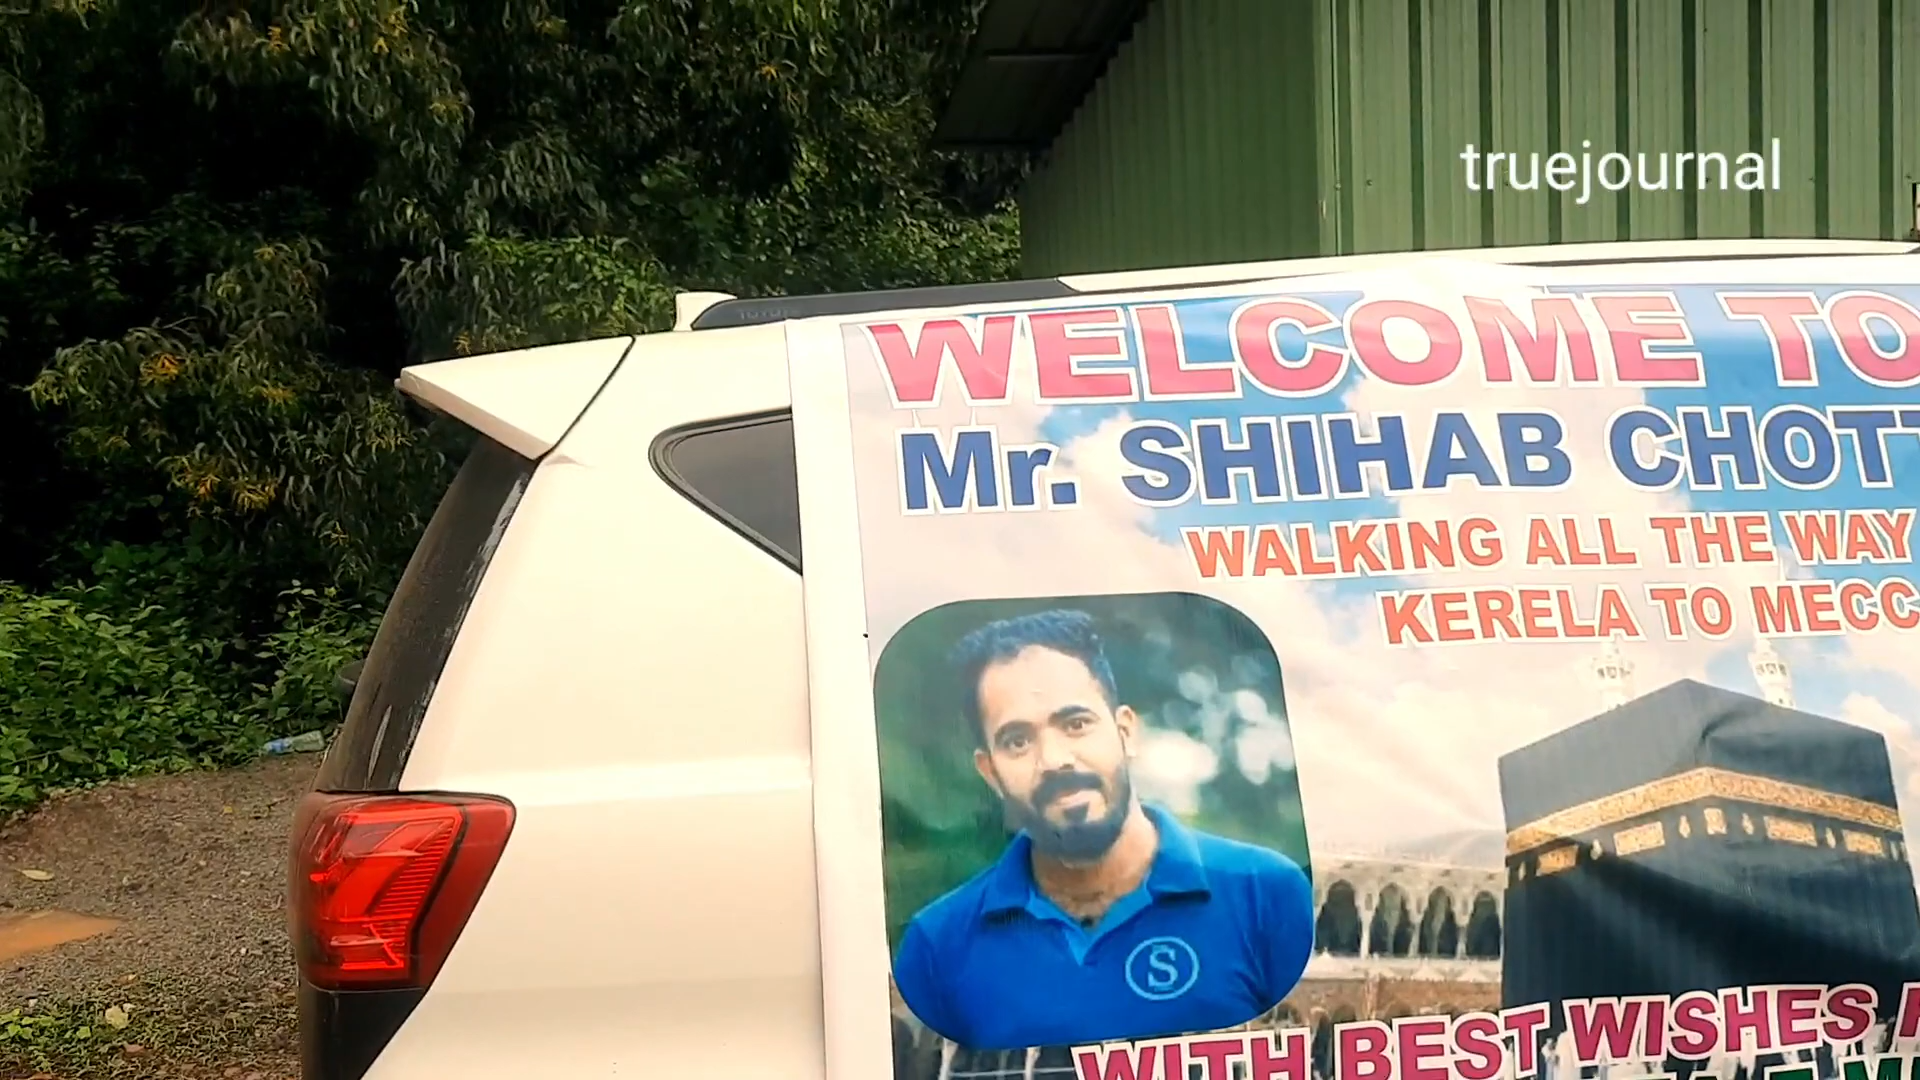 truejournal
WELCOME TO
Mr. SHIHAB CHOTT
WALKING ALL THE WAY
KERELA TO MECC
S
WITH BEST WISHES